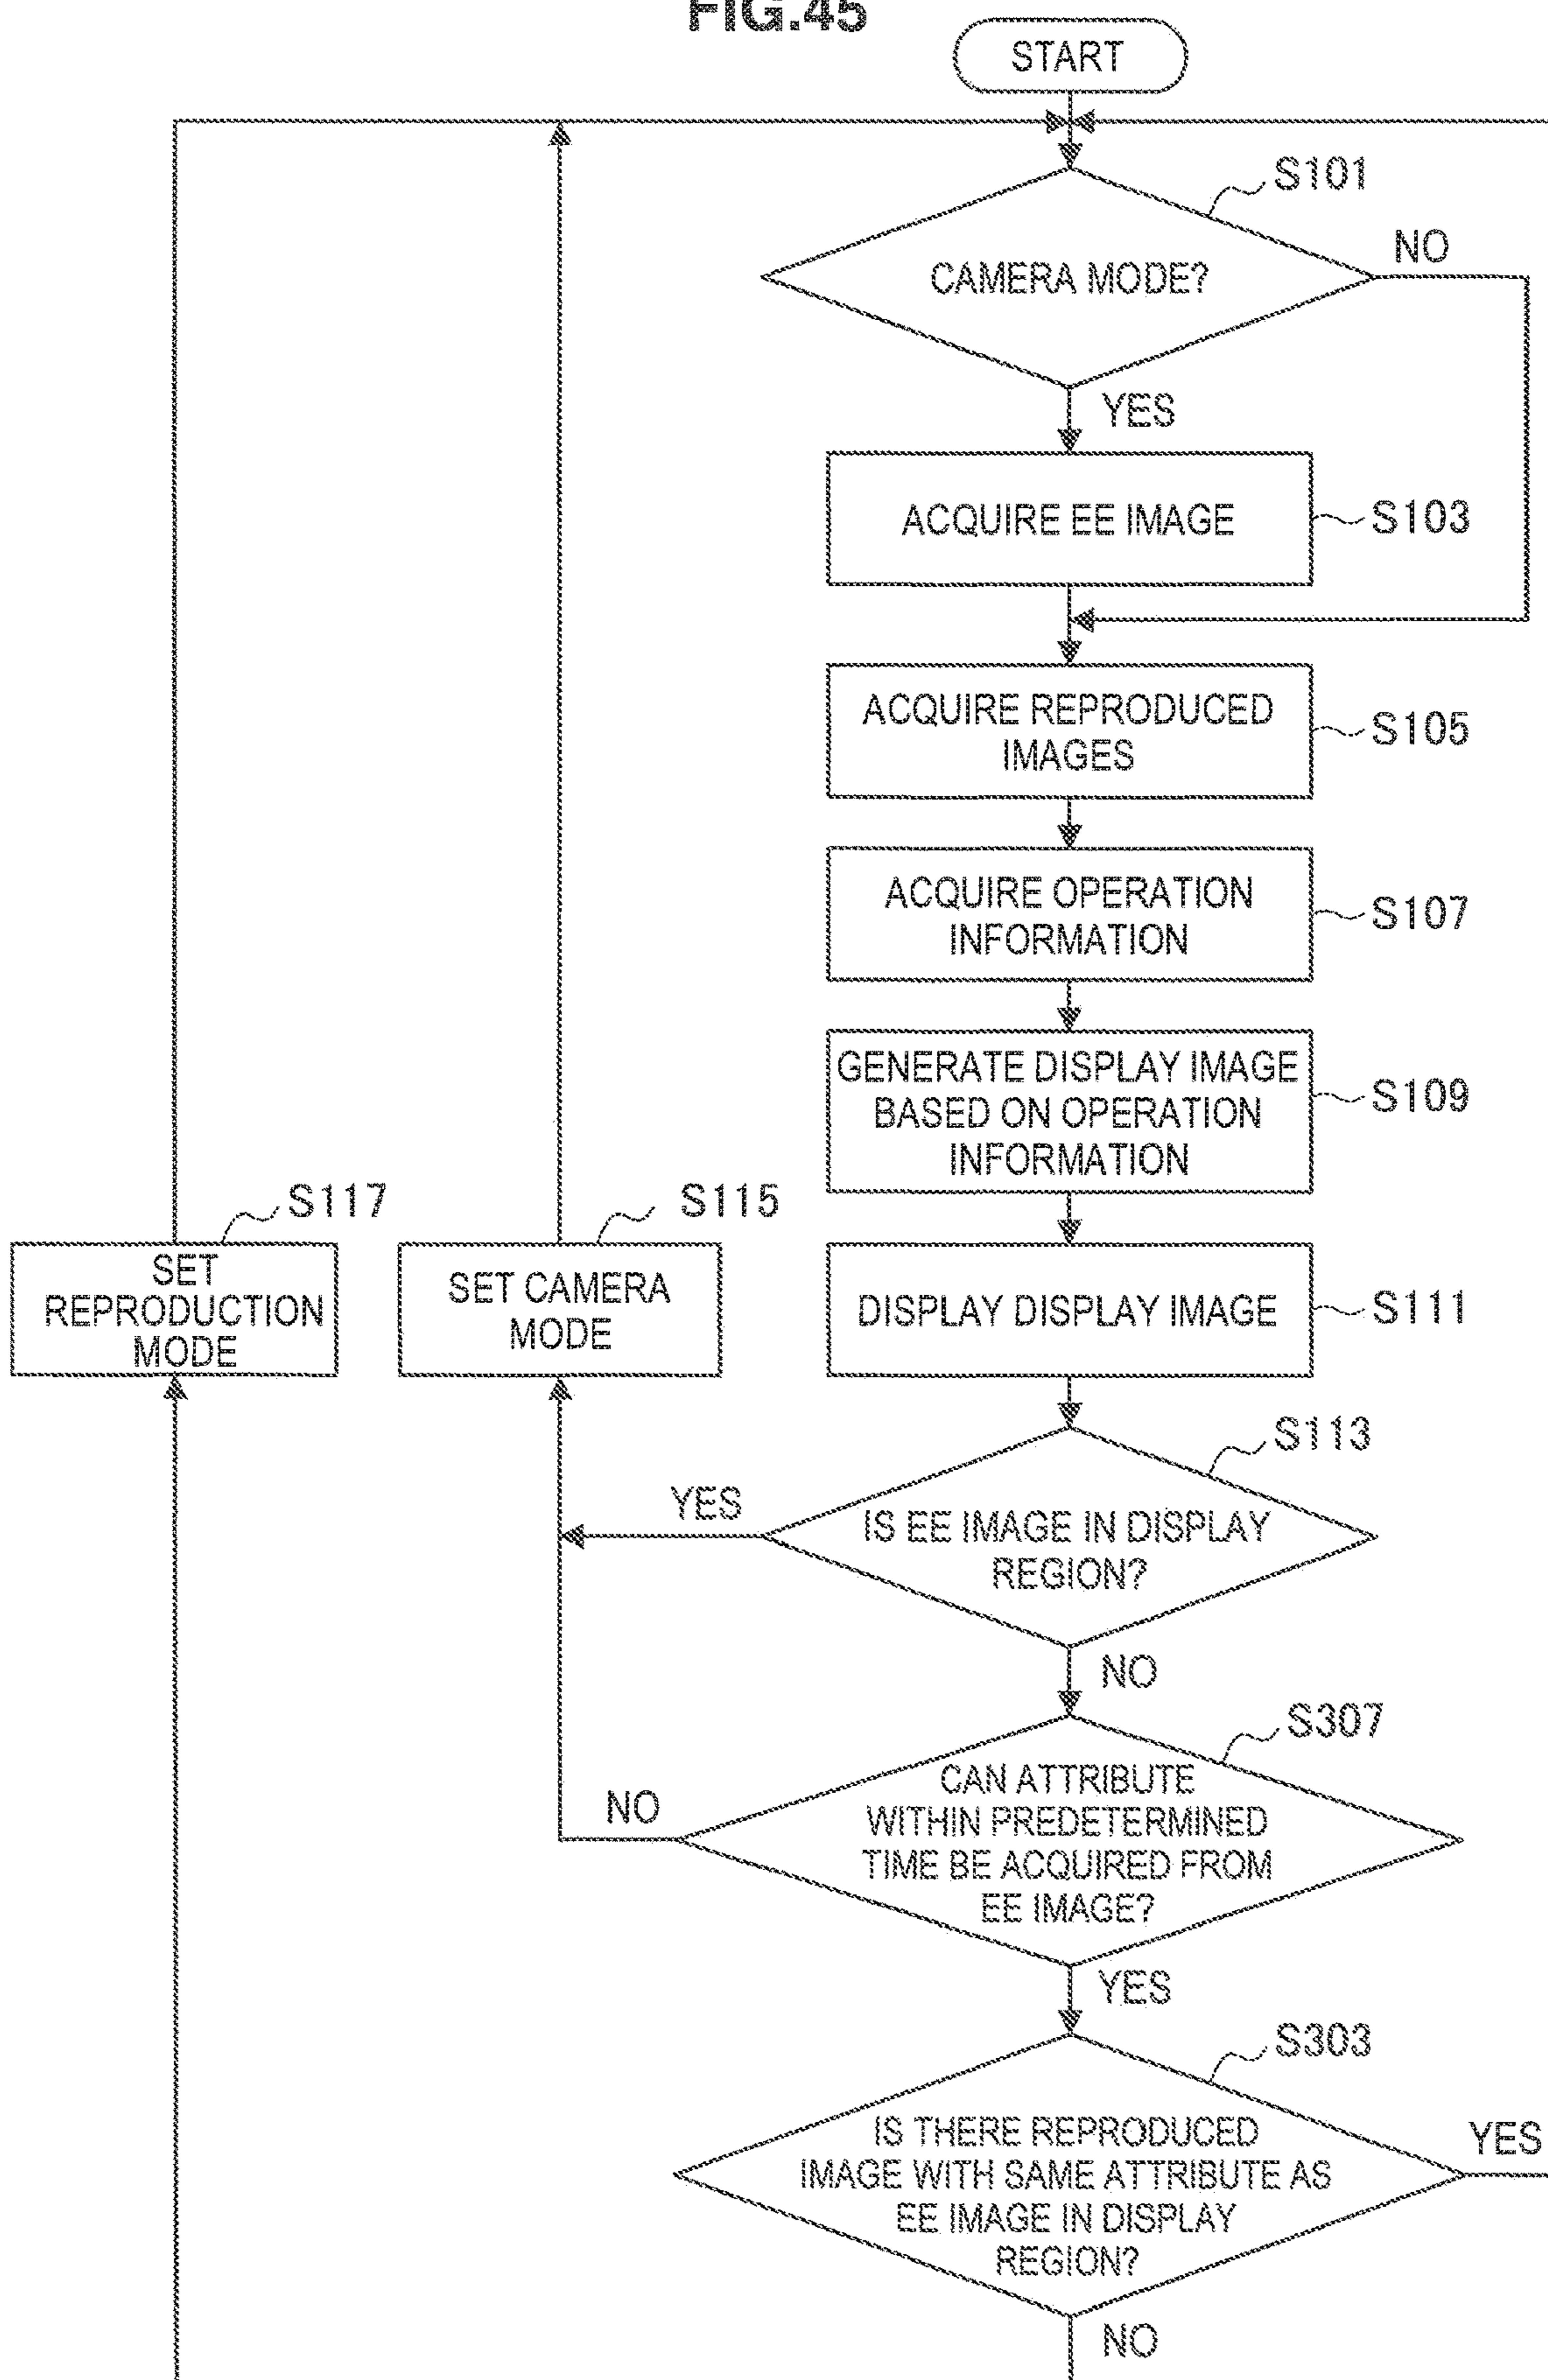 FIG.45
START
S101
CAMERA MODE?
NO
YES
ACQUIRE EE IMAGE
S103
ACQUIRE REPRODUCED
IMAGES
S105
ACQUIRE OPERATION
INFORMATION
S107
GENERATE DISPLAY IMAGE
BASED ON OPERATION
INFORMATION
S109
S117
SET
REPRODUCTION
MODE
S115
SET CAMERA
MODE
DISPLAY DISPLAY IMAGE
S111
S113
YES
IS EE IMAGE IN DISPLAY
REGION?
NO
S307
CAN ATTRIBUTE
WITHIN PREDETERMINED
TIME BE ACQUIRED FROM
EE IMAGE?
NO
YES
S303
IS THERE REPRODUCED
IMAGE WITH SAME ATTRIBUTE AS
EE IMAGE IN DISPLAY
REGION?
YES
NO